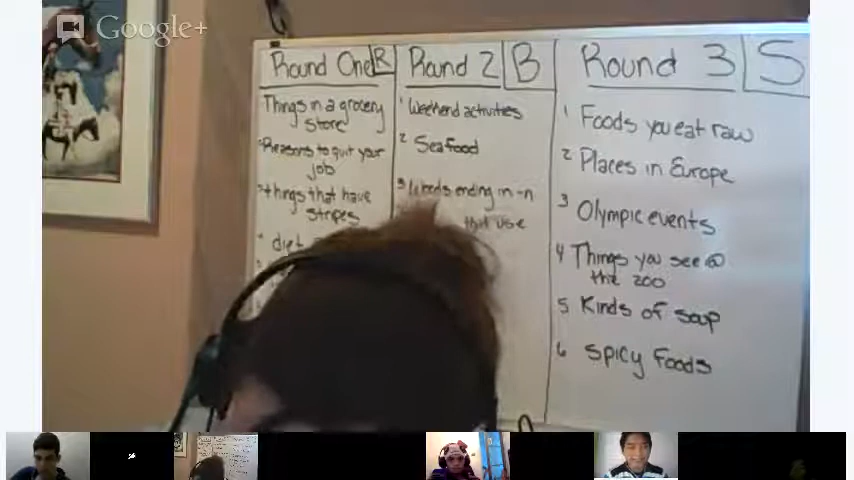 Google+
Round One R
Things in a grocery
store
Reasons to quit your
job
things that have
stripes
diet
Round 2 B
1 Weekend activities
2 Seafood
3 Words ending in -n
that use
Round 3 S
1 Foods you eat raw
2 Places in Europe
3 Olympic events
4 Things you see @
the zoo
5 Kinds of soup
6 spicy foods